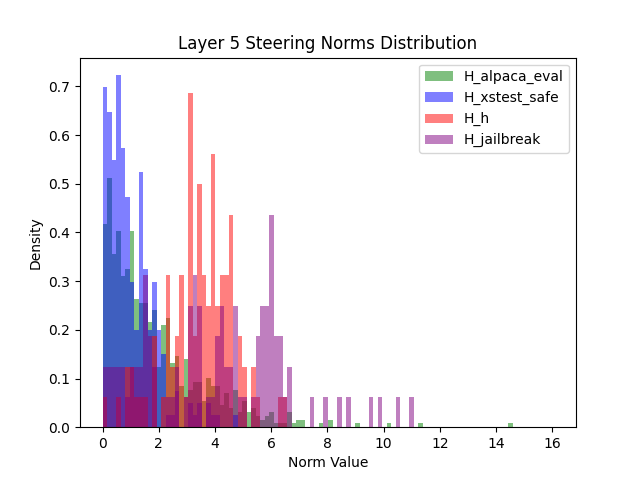 Layer 5 Steering Norms Distribution
H_alpaca_eval
H_xstest_safe
H_h
H_jailbreak
0.7
0.6
0.5
0.4
0.3
0.2
0.1
0.0
Density
0 2 4 6 8 10 12 14 16
Norm Value